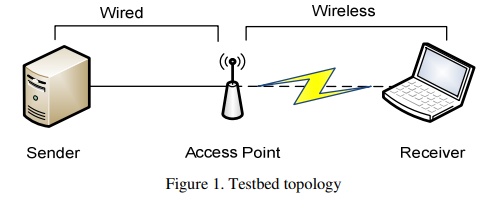 Wired
Wireless
Sender
Access Point
Receiver
Figure 1. Testbed topology